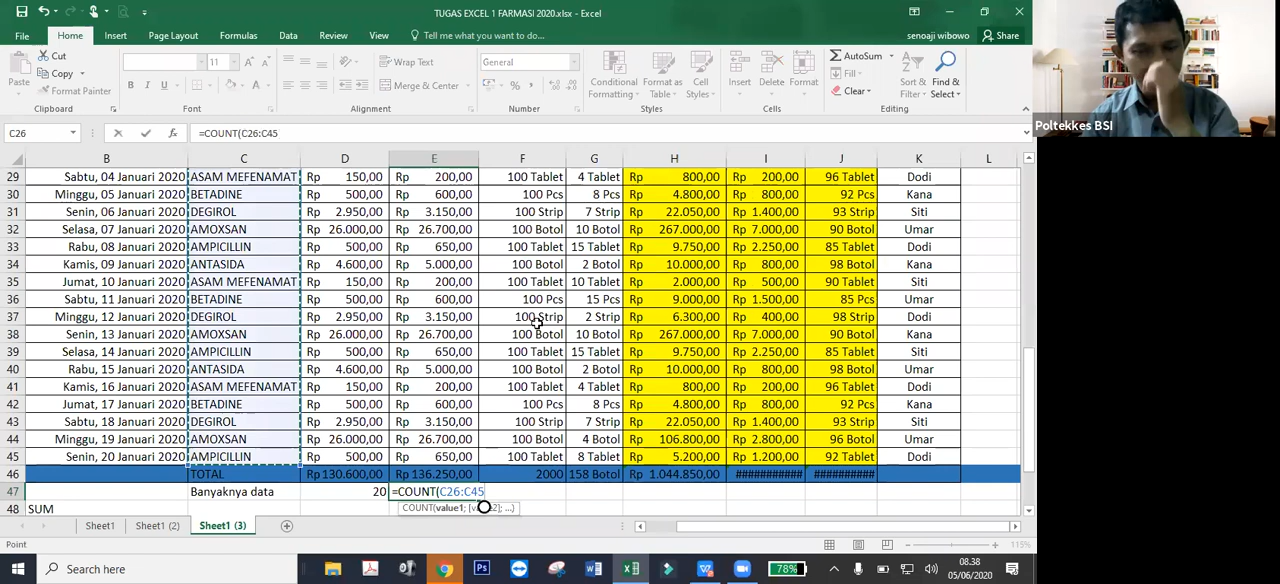 TUGAS EXCEL 1 FARMASI 2020.xlsx - Excel
File Home Insert Page Layout Formulas Data Review View Tell me what you want to do... senoaji wibowo Share
Cut
Copy
Format Painter
Paste
Clipboard
11
B I U
Font
Wrap Text
Merge & Center
Alignment
General
%
Number
Conditional Formatting
Format as Table
Cell Styles
Styles
Insert Delete Format
Cells
AutoSum
Fill
Clear
Sort & Filter
Find & Select
Editing
Poltekkes BSI
C26 fx =COUNT(C26:C45
B C D E F G H I J K L
29 Sabtu, 04 Januari 2020 ASAM MEFENAMAT Rp 150,00 Rp 200,00 100 Tablet 4 Tablet Rp 800,00 Rp 200,00 96 Tablet Dodi
30 Minggu, 05 Januari 2020 BETADINE Rp 500,00 Rp 600,00 100 Pcs 8 Pcs Rp 4.800,00 Rp 800,00 92 Pcs Kana
31 Senin, 06 Januari 2020 DEGIROL Rp 2.950,00 Rp 3.150,00 100 Strip 7 Strip Rp 22.050,00 Rp 1.400,00 93 Strip Siti
32 Selasa, 07 Januari 2020 AMOXSAN Rp 26.000,00 Rp 26.700,00 100 Botol 10 Botol Rp 267.000,00 Rp 7.000,00 90 Botol Umar
33 Rabu, 08 Januari 2020 AMPICILLIN Rp 500,00 Rp 650,00 100 Tablet 15 Tablet Rp 9.750,00 Rp 2.250,00 85 Tablet Dodi
34 Kamis, 09 Januari 2020 ANTASIDA Rp 4.600,00 Rp 5.000,00 100 Botol 2 Botol Rp 10.000,00 Rp 800,00 98 Botol Kana
35 Jumat, 10 Januari 2020 ASAM MEFENAMAT Rp 150,00 Rp 200,00 100 Tablet 10 Tablet Rp 2.000,00 Rp 500,00 90 Tablet Siti
36 Sabtu, 11 Januari 2020 BETADINE Rp 500,00 Rp 600,00 100 Pcs 15 Pcs Rp 9.000,00 Rp 1.500,00 85 Pcs Umar
37 Minggu, 12 Januari 2020 DEGIROL Rp 2.950,00 Rp 3.150,00 100 Strip 2 Strip Rp 6.300,00 Rp 400,00 98 Strip Dodi
38 Senin, 13 Januari 2020 AMOXSAN Rp 26.000,00 Rp 26.700,00 100 Botol 10 Botol Rp 267.000,00 Rp 7.000,00 90 Botol Kana
39 Selasa, 14 Januari 2020 AMPICILLIN Rp 500,00 Rp 650,00 100 Tablet 15 Tablet Rp 9.750,00 Rp 2.250,00 85 Tablet Siti
40 Rabu, 15 Januari 2020 ANTASIDA Rp 4.600,00 Rp 5.000,00 100 Botol 2 Botol Rp 10.000,00 Rp 800,00 98 Botol Umar
41 Kamis, 16 Januari 2020 ASAM MEFENAMAT Rp 150,00 Rp 200,00 100 Tablet 4 Tablet Rp 800,00 Rp 200,00 96 Tablet Dodi
42 Jumat, 17 Januari 2020 BETADINE Rp 500,00 Rp 600,00 100 Pcs 8 Pcs Rp 4.800,00 Rp 800,00 92 Pcs Kana
43 Sabtu, 18 Januari 2020 DEGIROL Rp 2.950,00 Rp 3.150,00 100 Strip 7 Strip Rp 22.050,00 Rp 1.400,00 93 Strip Siti
44 Minggu, 19 Januari 2020 AMOXSAN Rp 26.000,00 Rp 26.700,00 100 Botol 4 Botol Rp 106.800,00 Rp 2.800,00 96 Botol Umar
45 Senin, 20 Januari 2020 AMPICILLIN Rp 500,00 Rp 650,00 100 Tablet 8 Tablet Rp 5.200,00 Rp 1.200,00 92 Tablet Dodi
46 TOTAL Rp 130.600,00 Rp 136.250,00 2000 158 Botol Rp 1.044.850,00 ########### ##########
47 Banyaknya data 20 =COUNT(C26:C45
48 SUM
COUNT(value1; ...)
Sheet1 Sheet1 (2) Sheet1 (3)
Point 115%
Search here 78% 08.38
05/06/2020